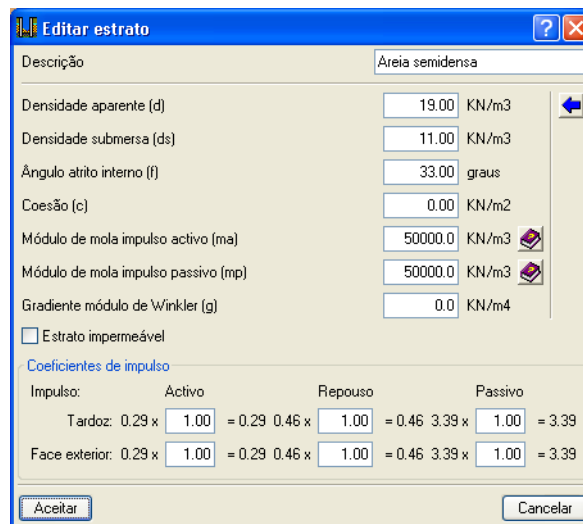 Editar estrato
Descrição Areia semidensa
Densidade aparente (d) 19.00 KN/m3
Densidade submersa (ds) 11.00 KN/m3
Ângulo atrito interno (f) 33.00 graus
Coesão (c) 0.00 KN/m2
Módulo de mola impulso activo (ma) 50000.0 KN/m3
Módulo de mola impulso passivo (mp) 50000.0 KN/m3
Gradiente módulo de Winkler (g) 0.0 KN/m4
Estrato impermeável
Coeficientes de impulso
Impulso: Activo Repouso Passivo
Tardoz: 0.29 x 1.00 = 0.29 0.46 x 1.00 = 0.46 3.39 x 1.00 = 3.39
Face exterior: 0.29 x 1.00 = 0.29 0.46 x 1.00 = 0.46 3.39 x 1.00 = 3.39
Aceitar Cancelar